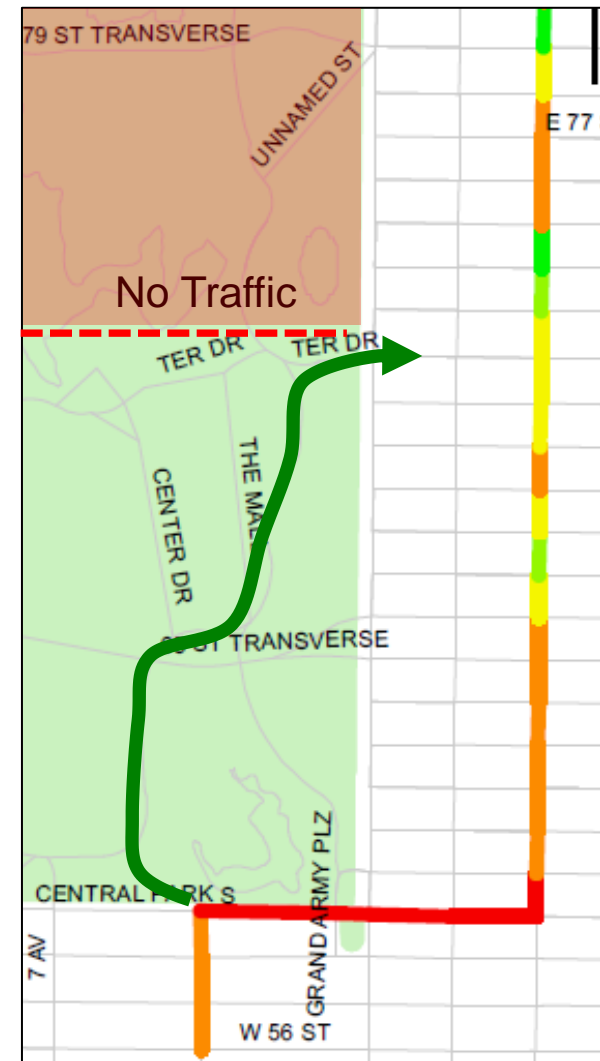 79 ST TRANSVERSE
UNNAMED ST
E 77
No Traffic
TER DR
TER DR
THE MALL
CENTER DR
ST TRANSVERSE
GRAND ARMY PLZ
CENTRAL PARK S
7 AV
W 56 ST